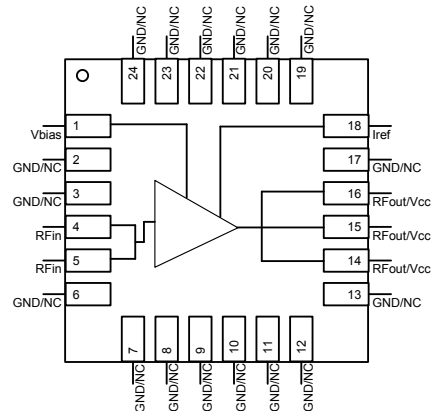 GND/NC
GND/NC
GND/NC
GND/NC
GND/NC
GND/NC
24
23
22
21
20
19
Vbias
1
18
Iref
GND/NC
2
17
GND/NC
GND/NC
3
16
RFout/Vcc
RFin
4
15
RFout/Vcc
RFin
5
14
RFout/Vcc
GND/NC
6
13
GND/NC
7
8
9
10
11
12
GND/NC
GND/NC
GND/NC
GND/NC
GND/NC
GND/NC